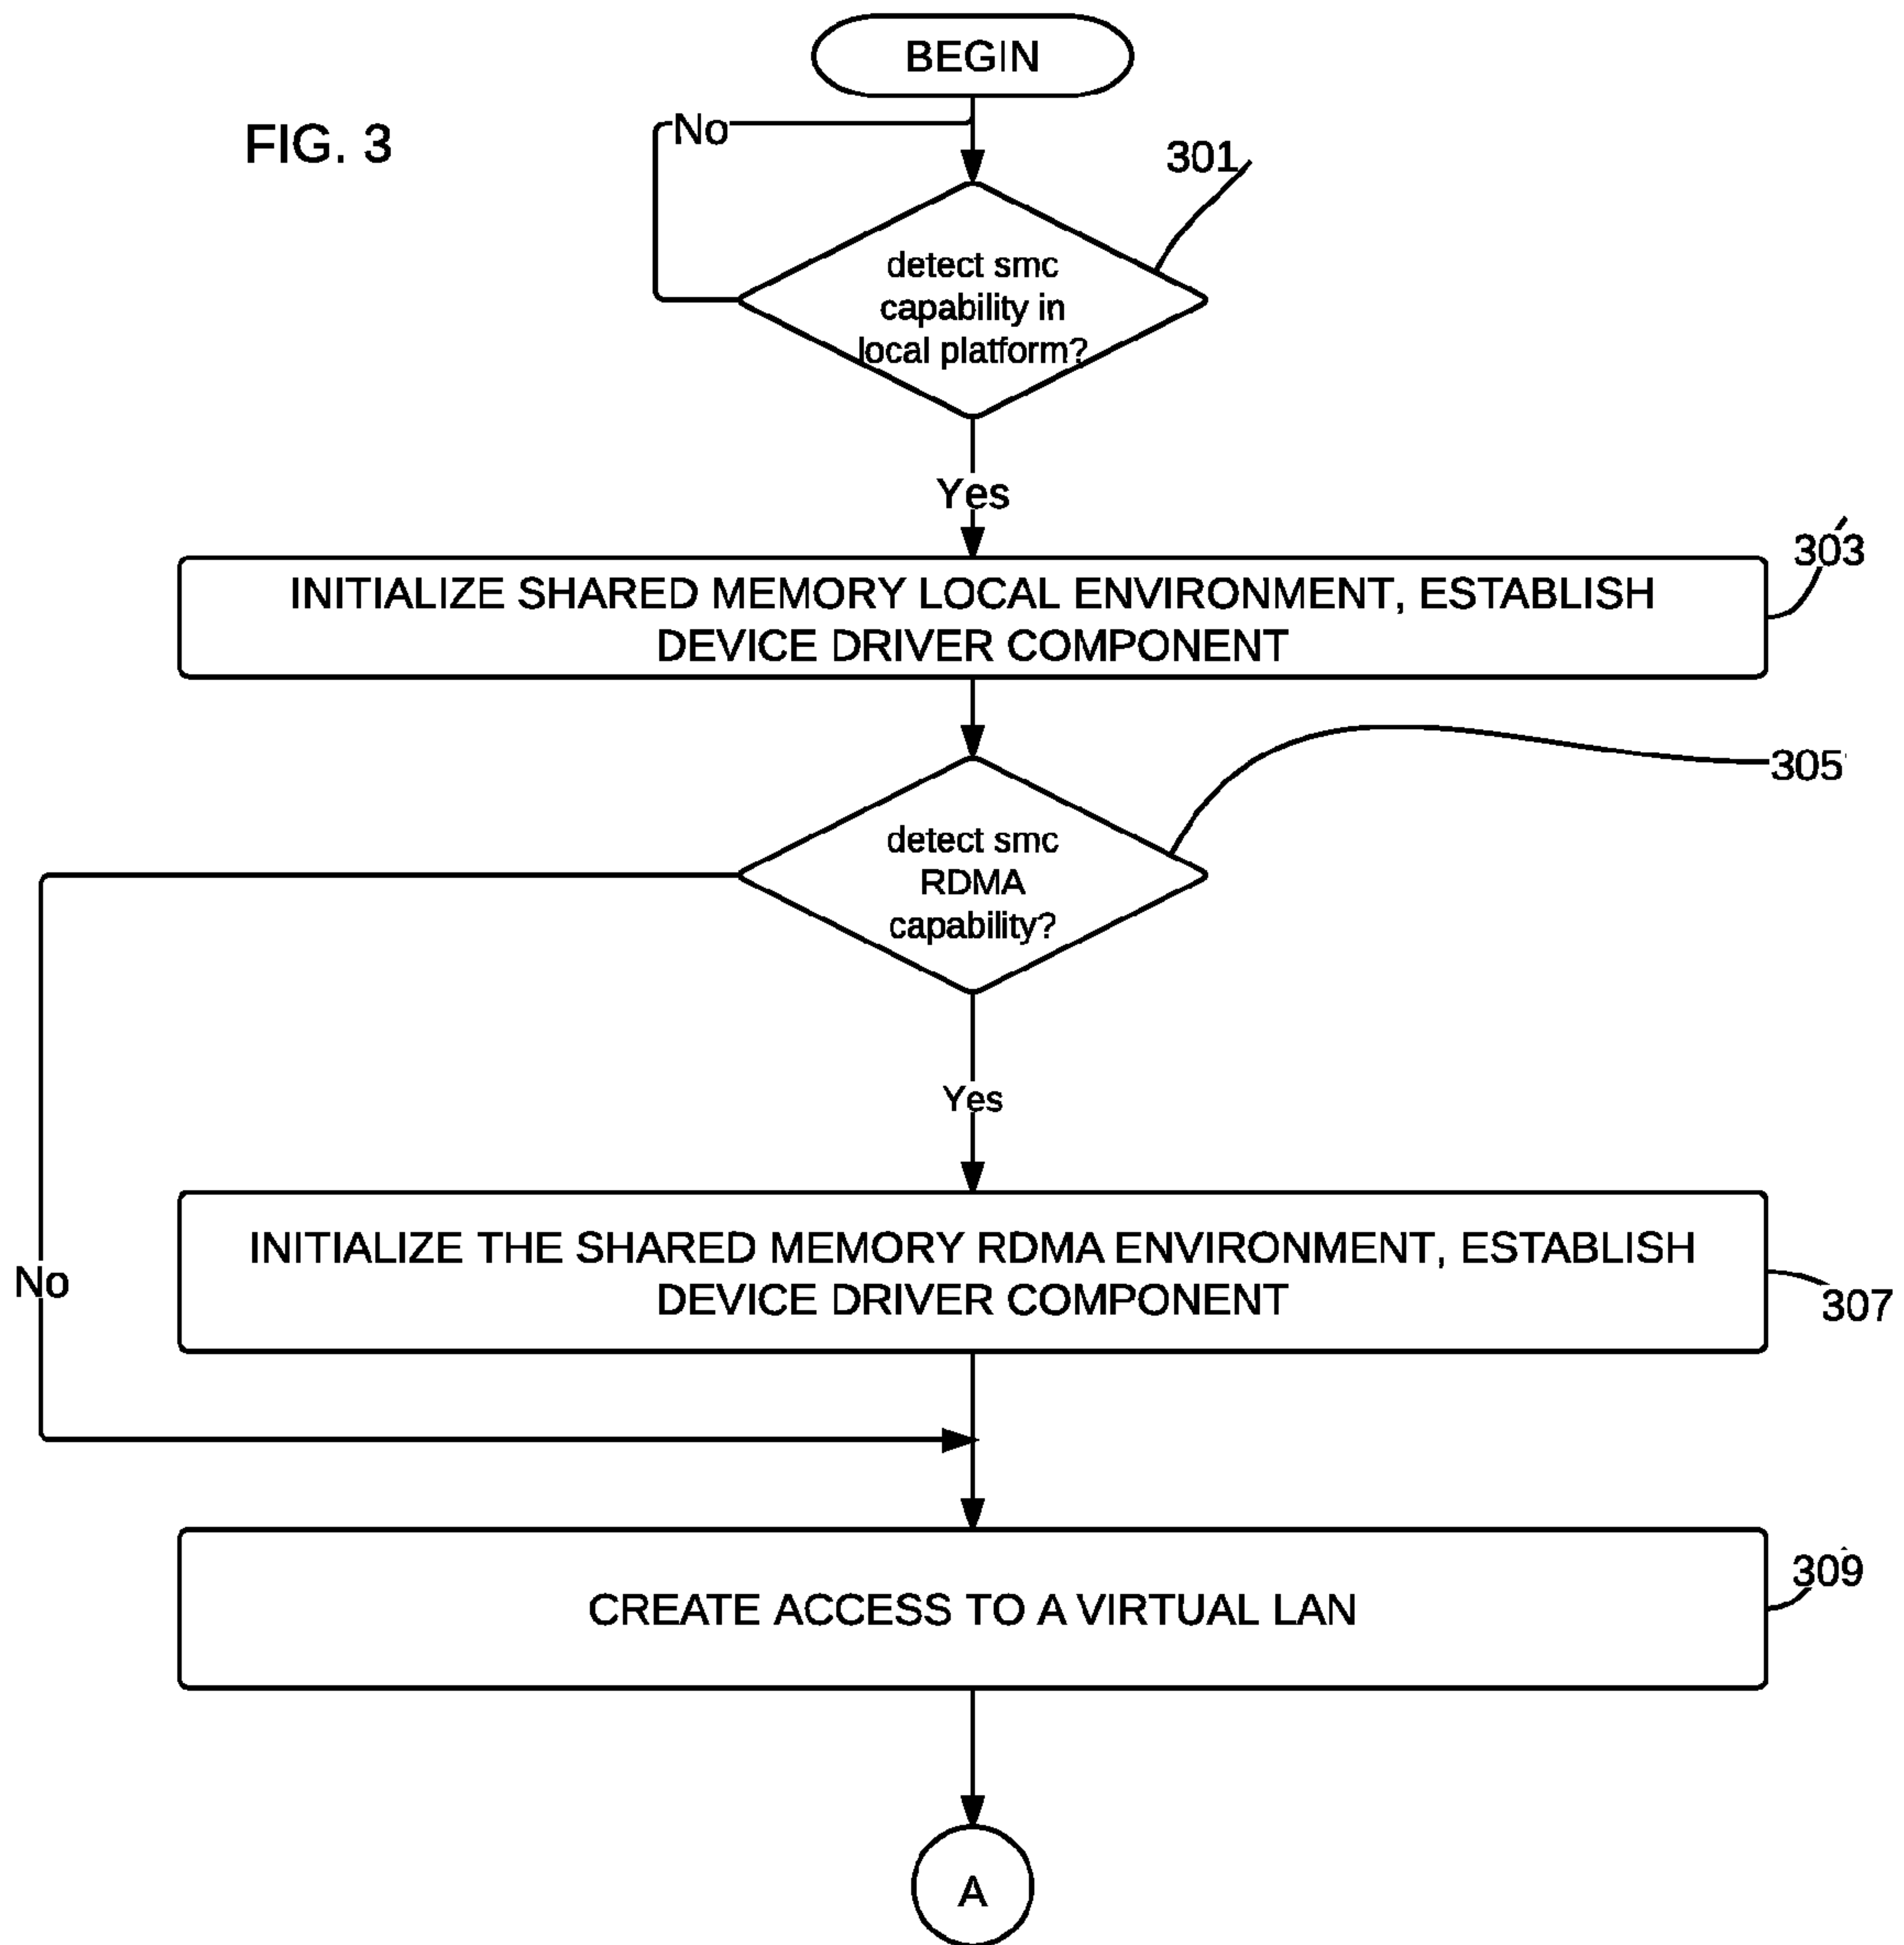 BEGIN
No
FIG. 3
301
detect smc
capability in
local platform?
Yes
303
INITIALIZE SHARED MEMORY LOCAL ENVIRONMENT, ESTABLISH
DEVICE DRIVER COMPONENT
305
detect smc
RDMA
capability?
Yes
INITIALIZE THE SHARED MEMORY RDMA ENVIRONMENT, ESTABLISH
DEVICE DRIVER COMPONENT
No
307
309
CREATE ACCESS TO A VIRTUAL LAN
A